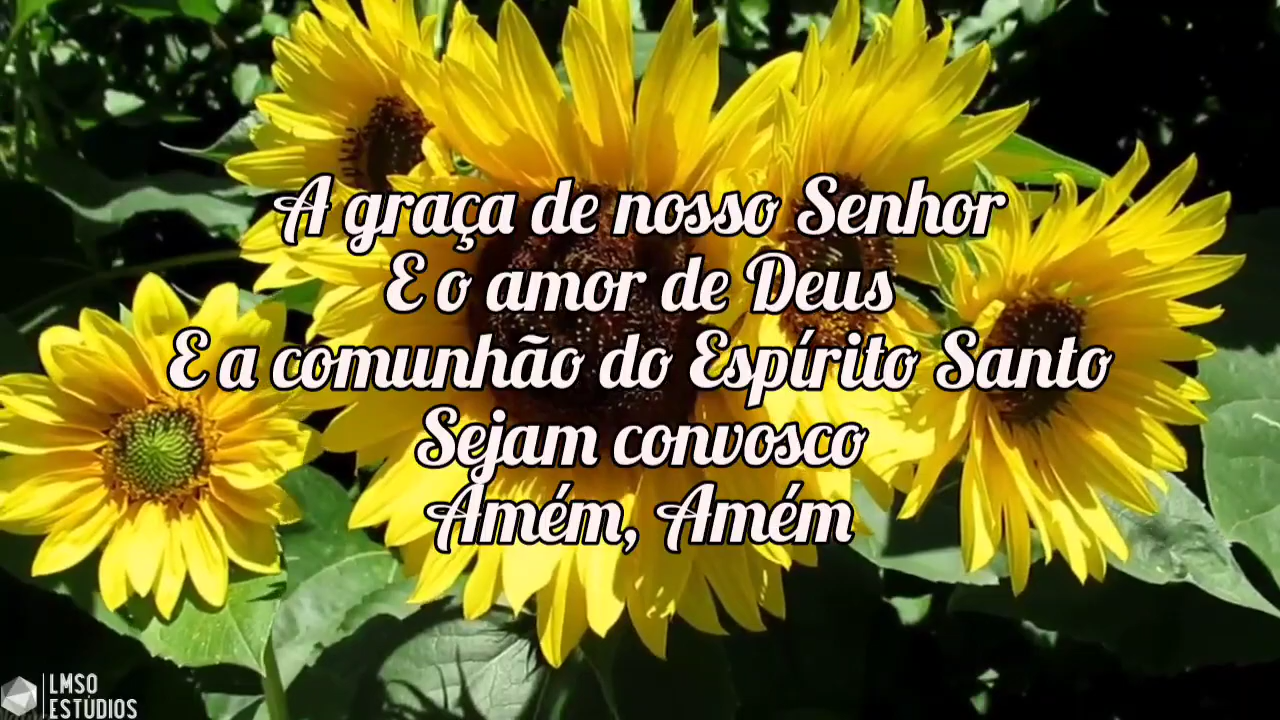 A graça de nosso Senhor
E o amor de Deus
E a comunhão do Espírito Santo
Sejam convosco
Amém, Amém
LMSO
ESTÚDIOS